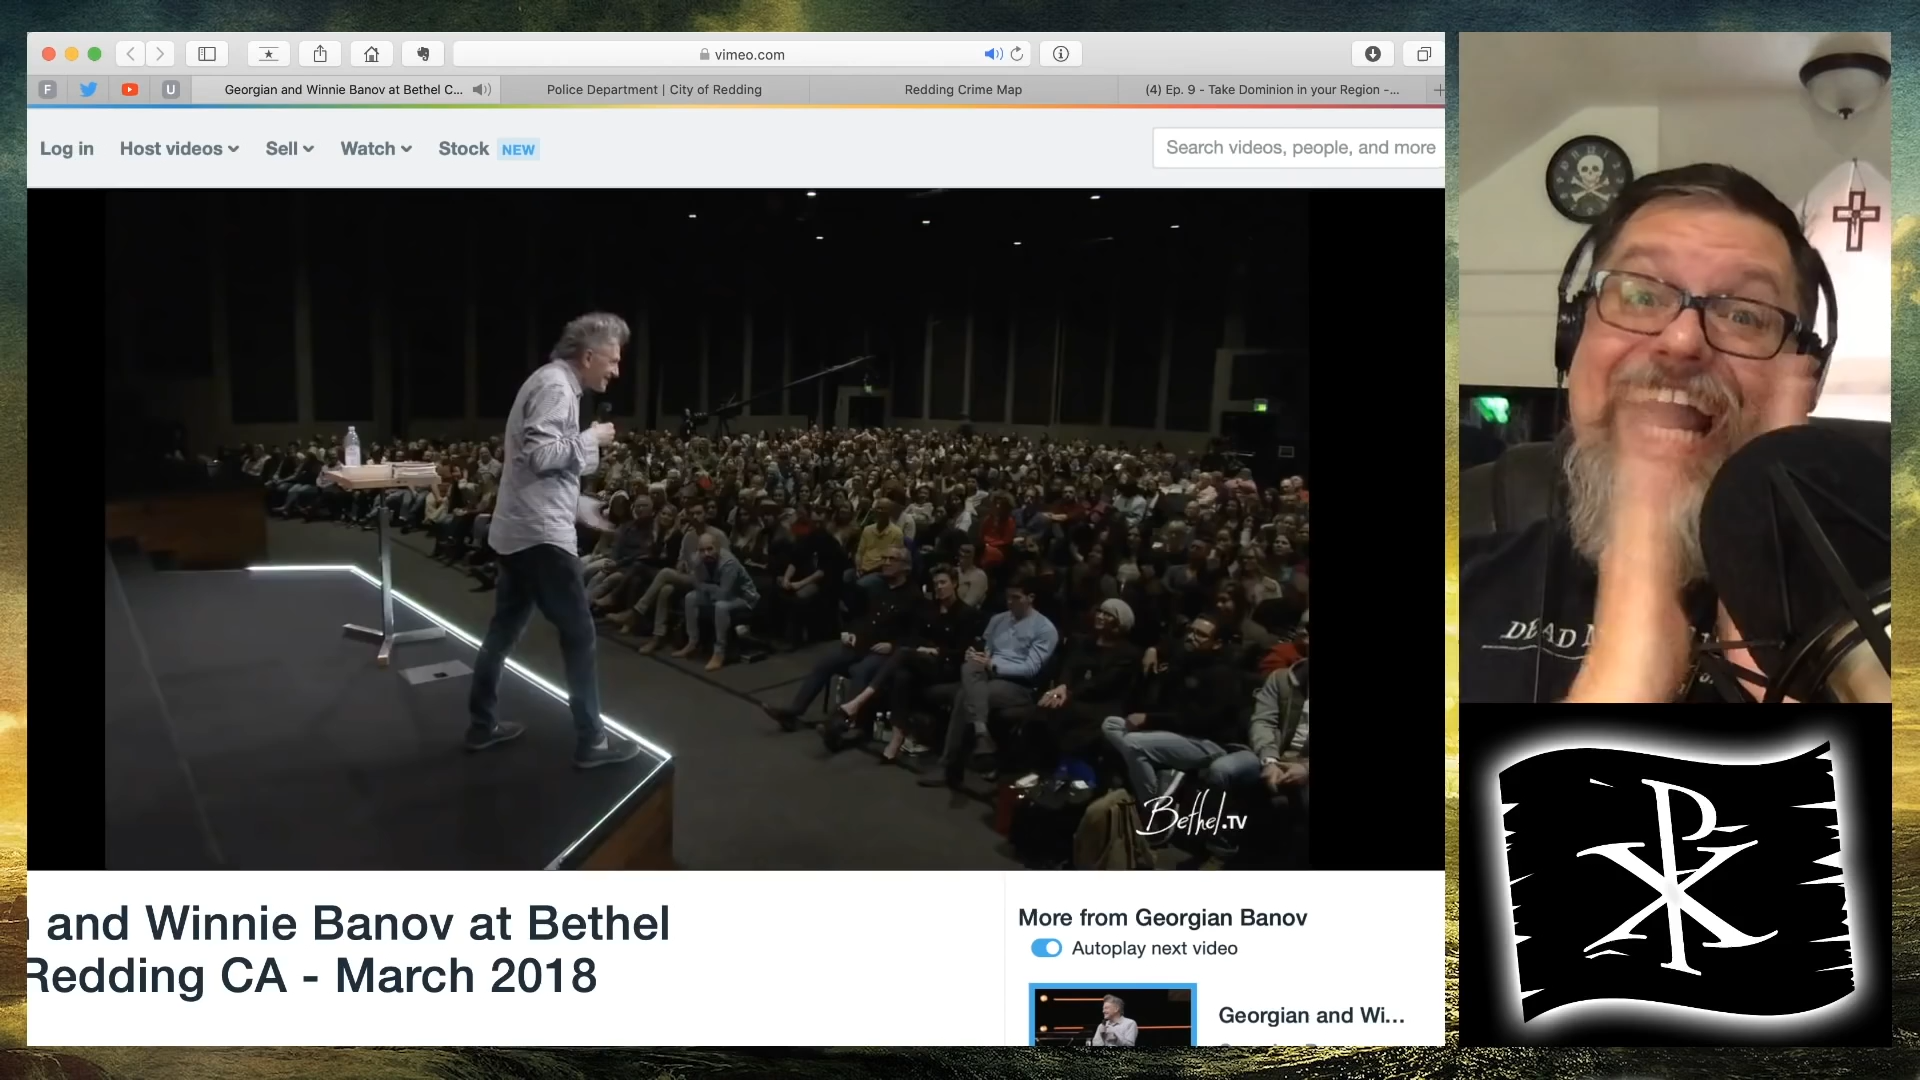 vimeo.com
F
U
Georgian and Winnie Banov at Bethel C...
Police Department | City of Redding
Redding Crime Map
(4) Ep. 9 - Take Dominion in your Region -...
Log in
Host videos
Sell
Watch
Stock NEW
Search videos, people, and more
Bethel.TV
and Winnie Banov at Bethel
Redding CA - March 2018
More from Georgian Banov
Autoplay next video
Georgian and Wi...
DEAD